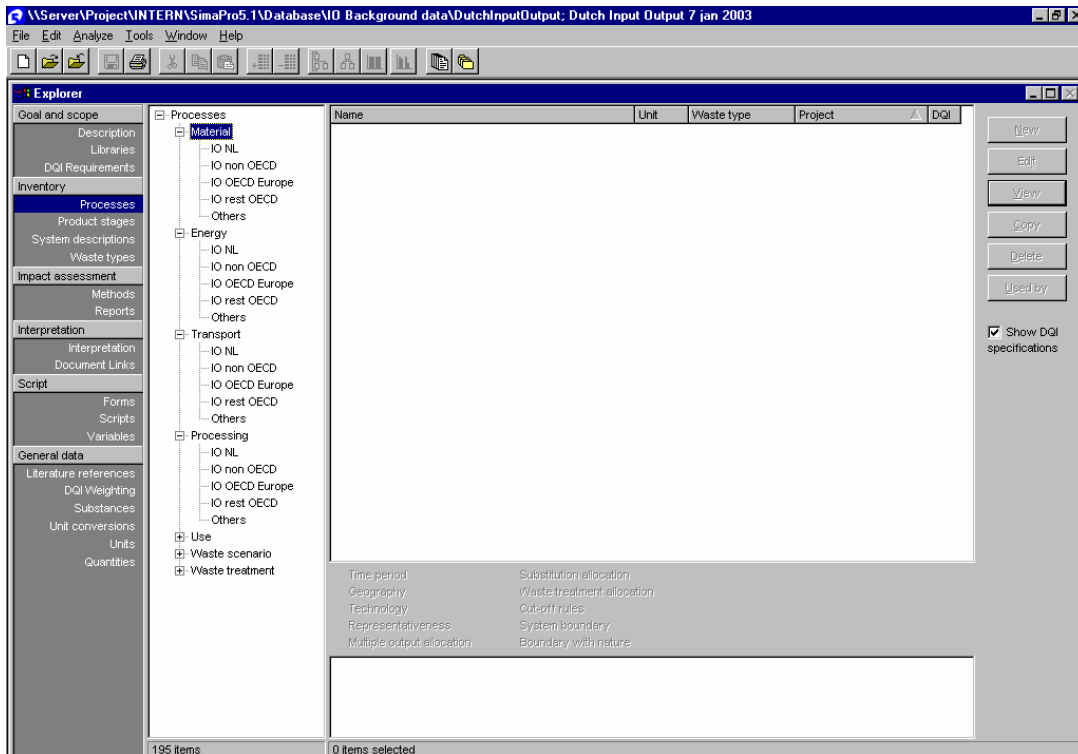 \\Server\Project\INTERN\SimaPro5.1\Database\IO Background data\DutchInputOutput; Dutch Input Output 7 jan 2003
File Edit Analyze Tools Window Help
Explorer
Goal and scope
Description
Libraries
DQI Requirements
Inventory
Processes
Product stages
System descriptions
Waste types
Impact assessment
Methods
Reports
Interpretation
Interpretation
Document Links
Script
Forms
Scripts
Variables
General data
Literature references
DQI Weighting
Substances
Unit conversions
Units
Quantities
Processes
Material
IO NL
IO non OECD
IO OECD Europe
IO rest OECD
Others
Energy
IO NL
IO non OECD
IO OECD Europe
IO rest OECD
Others
Transport
IO NL
IO non OECD
IO OECD Europe
IO rest OECD
Others
Processing
IO NL
IO non OECD
IO OECD Europe
IO rest OECD
Others
Use
Waste scenario
Waste treatment
Name Unit Waste type Project DQI
New
Edit
View
Copy
Delete
Used by
Show DQI
specifications
Time period Substitution allocation
Geography Waste treatment allocation
Technology Cut-off rules
Representativeness System boundary
Multiple output allocation Boundary with nature
195 items 0 items selected